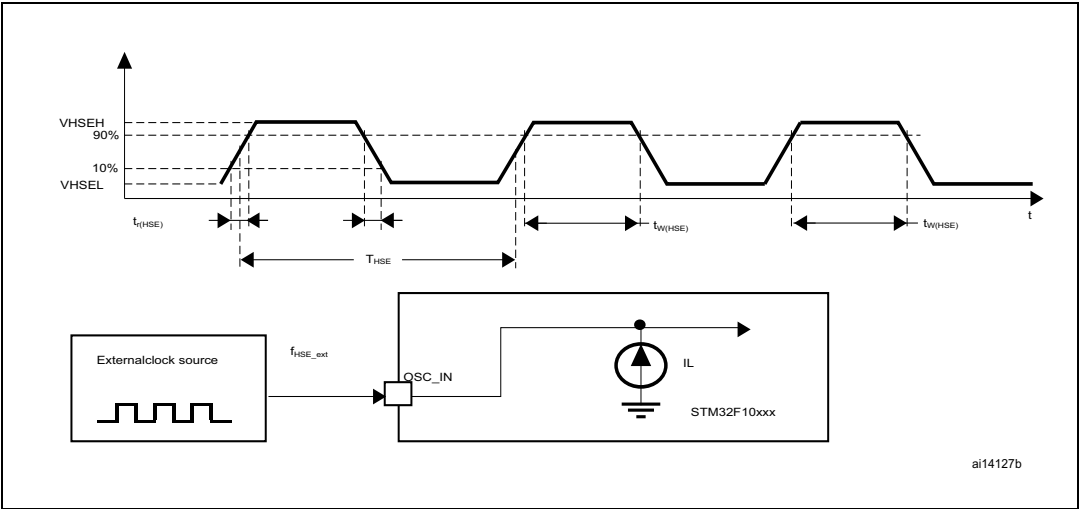 VHSEH
90%
10%
VHSEL
tr(HSE)
tW(HSE)
tW(HSE)
t
THSE
Externalclock source
fHSE_ext
OSC_IN
IL
STM32F10xxx
ai14127b